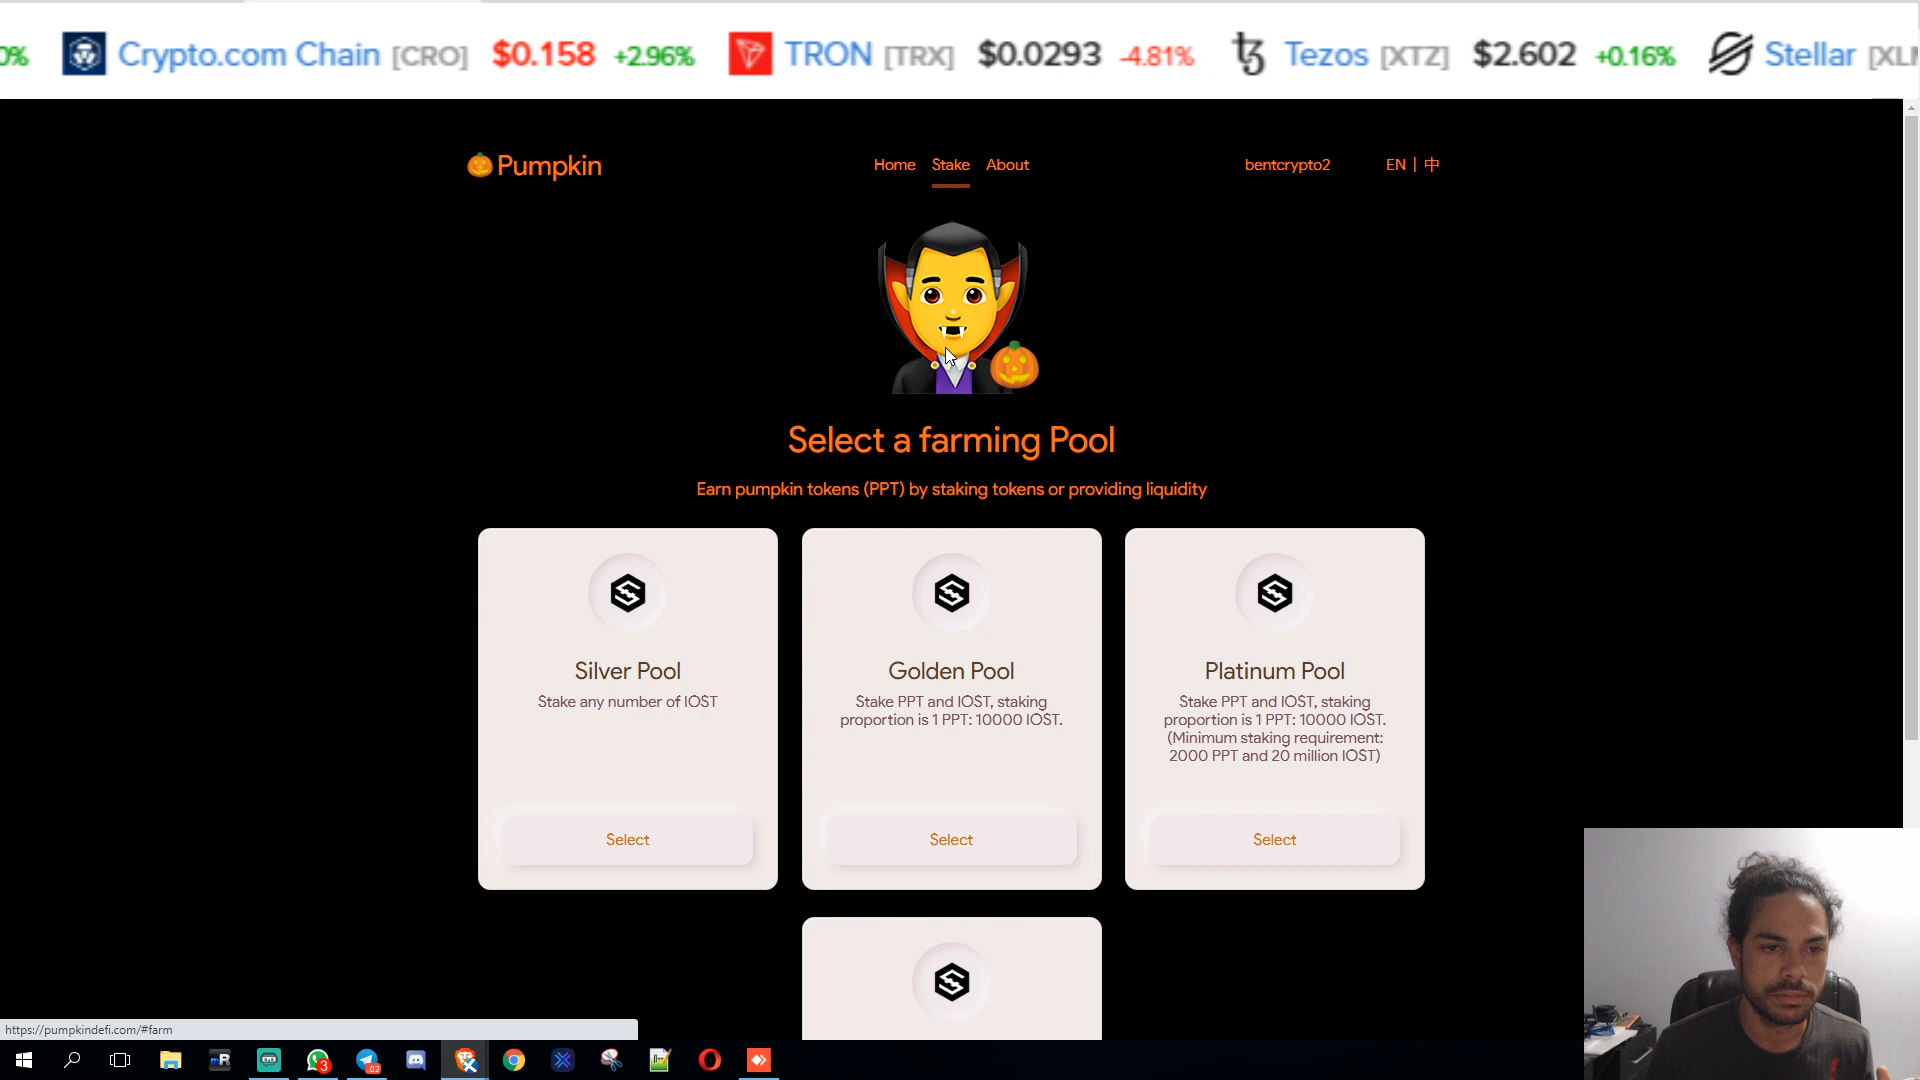 0% Crypto.com Chain [CRO] $0.158 +2.96% TRON [TRX] $0.0293 -4.81% Tezos [XTZ] $2.602 +0.16% Stellar [XLM
Pumpkin
Home Stake About
bentcrypto2
EN | 中
Select a farming Pool
Earn pumpkin tokens (PPT) by staking tokens or providing liquidity
Silver Pool
Stake any number of IOST
Select
Golden Pool
Stake PPT and IOST, staking
proportion is 1 PPT: 10000 IOST.
Select
Platinum Pool
Stake PPT and IOST, staking
proportion is 1 PPT: 10000 IOST.
(Minimum staking requirement:
2000 PPT and 20 million IOST)
Select
https://pumpkindefi.com/#farm
3
.02